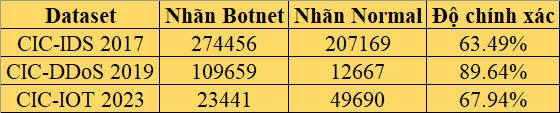 Dataset Nhãn Botnet Nhãn Normal Độ chính xác
CIC-IDS 2017 274456 207169 63.49%
CIC-DDoS 2019 109659 12667 89.64%
CIC-IOT 2023 23441 49690 67.94%